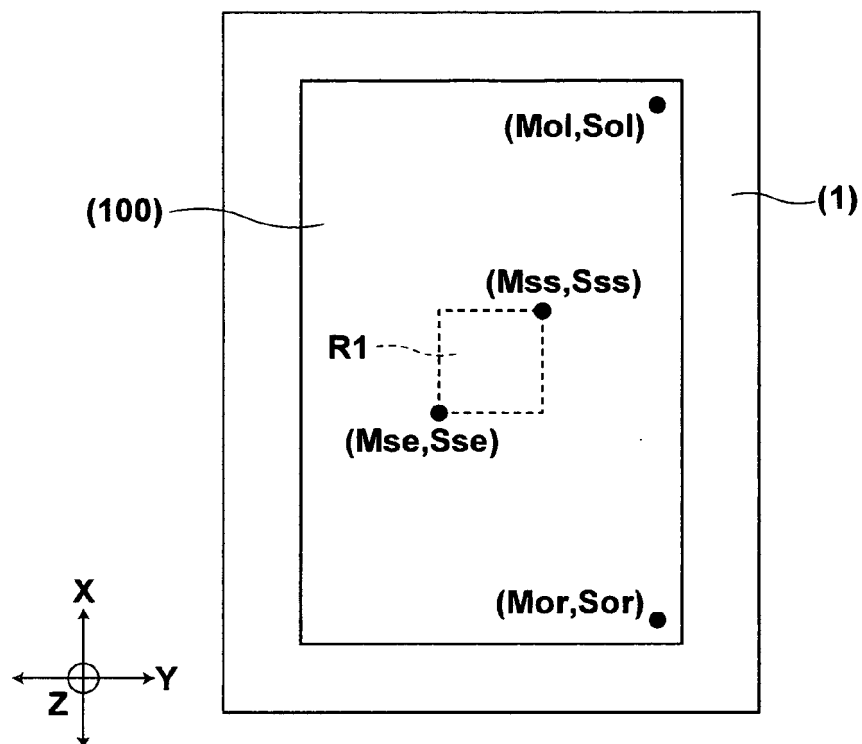 (Mol,Sol)
(100)
(1)
(Mss,Sss)
R1
(Mse,Sse)
(Mor,Sor)
X
Y
Z